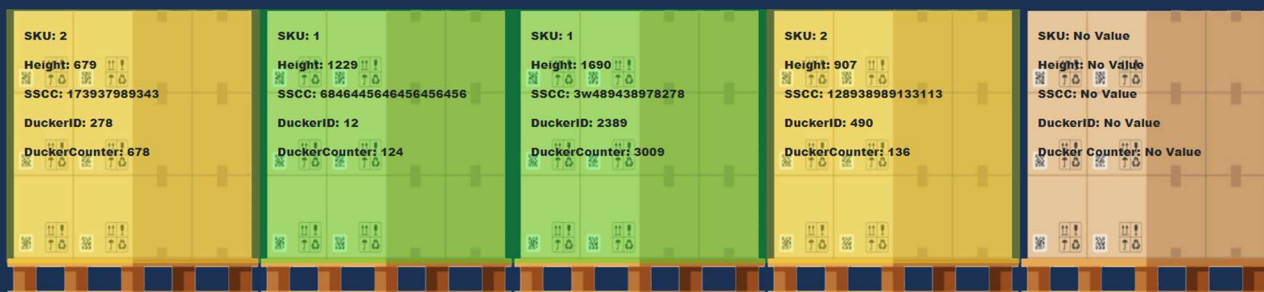 SKU: 2
Height: 679
SSCC: 173937989343
DuckerID: 278
DuckerCounter: 678
SKU: 1
Height: 1229
SSCC: 6846445646456456456
DuckerID: 12
DuckerCounter: 124
SKU: 1
Height: 1690
SSCC: 3w489438978278
DuckerID: 2389
DuckerCounter: 3009
SKU: 2
Height: 907
SSCC: 128938989133113
DuckerID: 490
DuckerCounter: 136
SKU: No Value
Height: No Value
SSCC: No Value
DuckerID: No Value
Ducker Counter: No Value